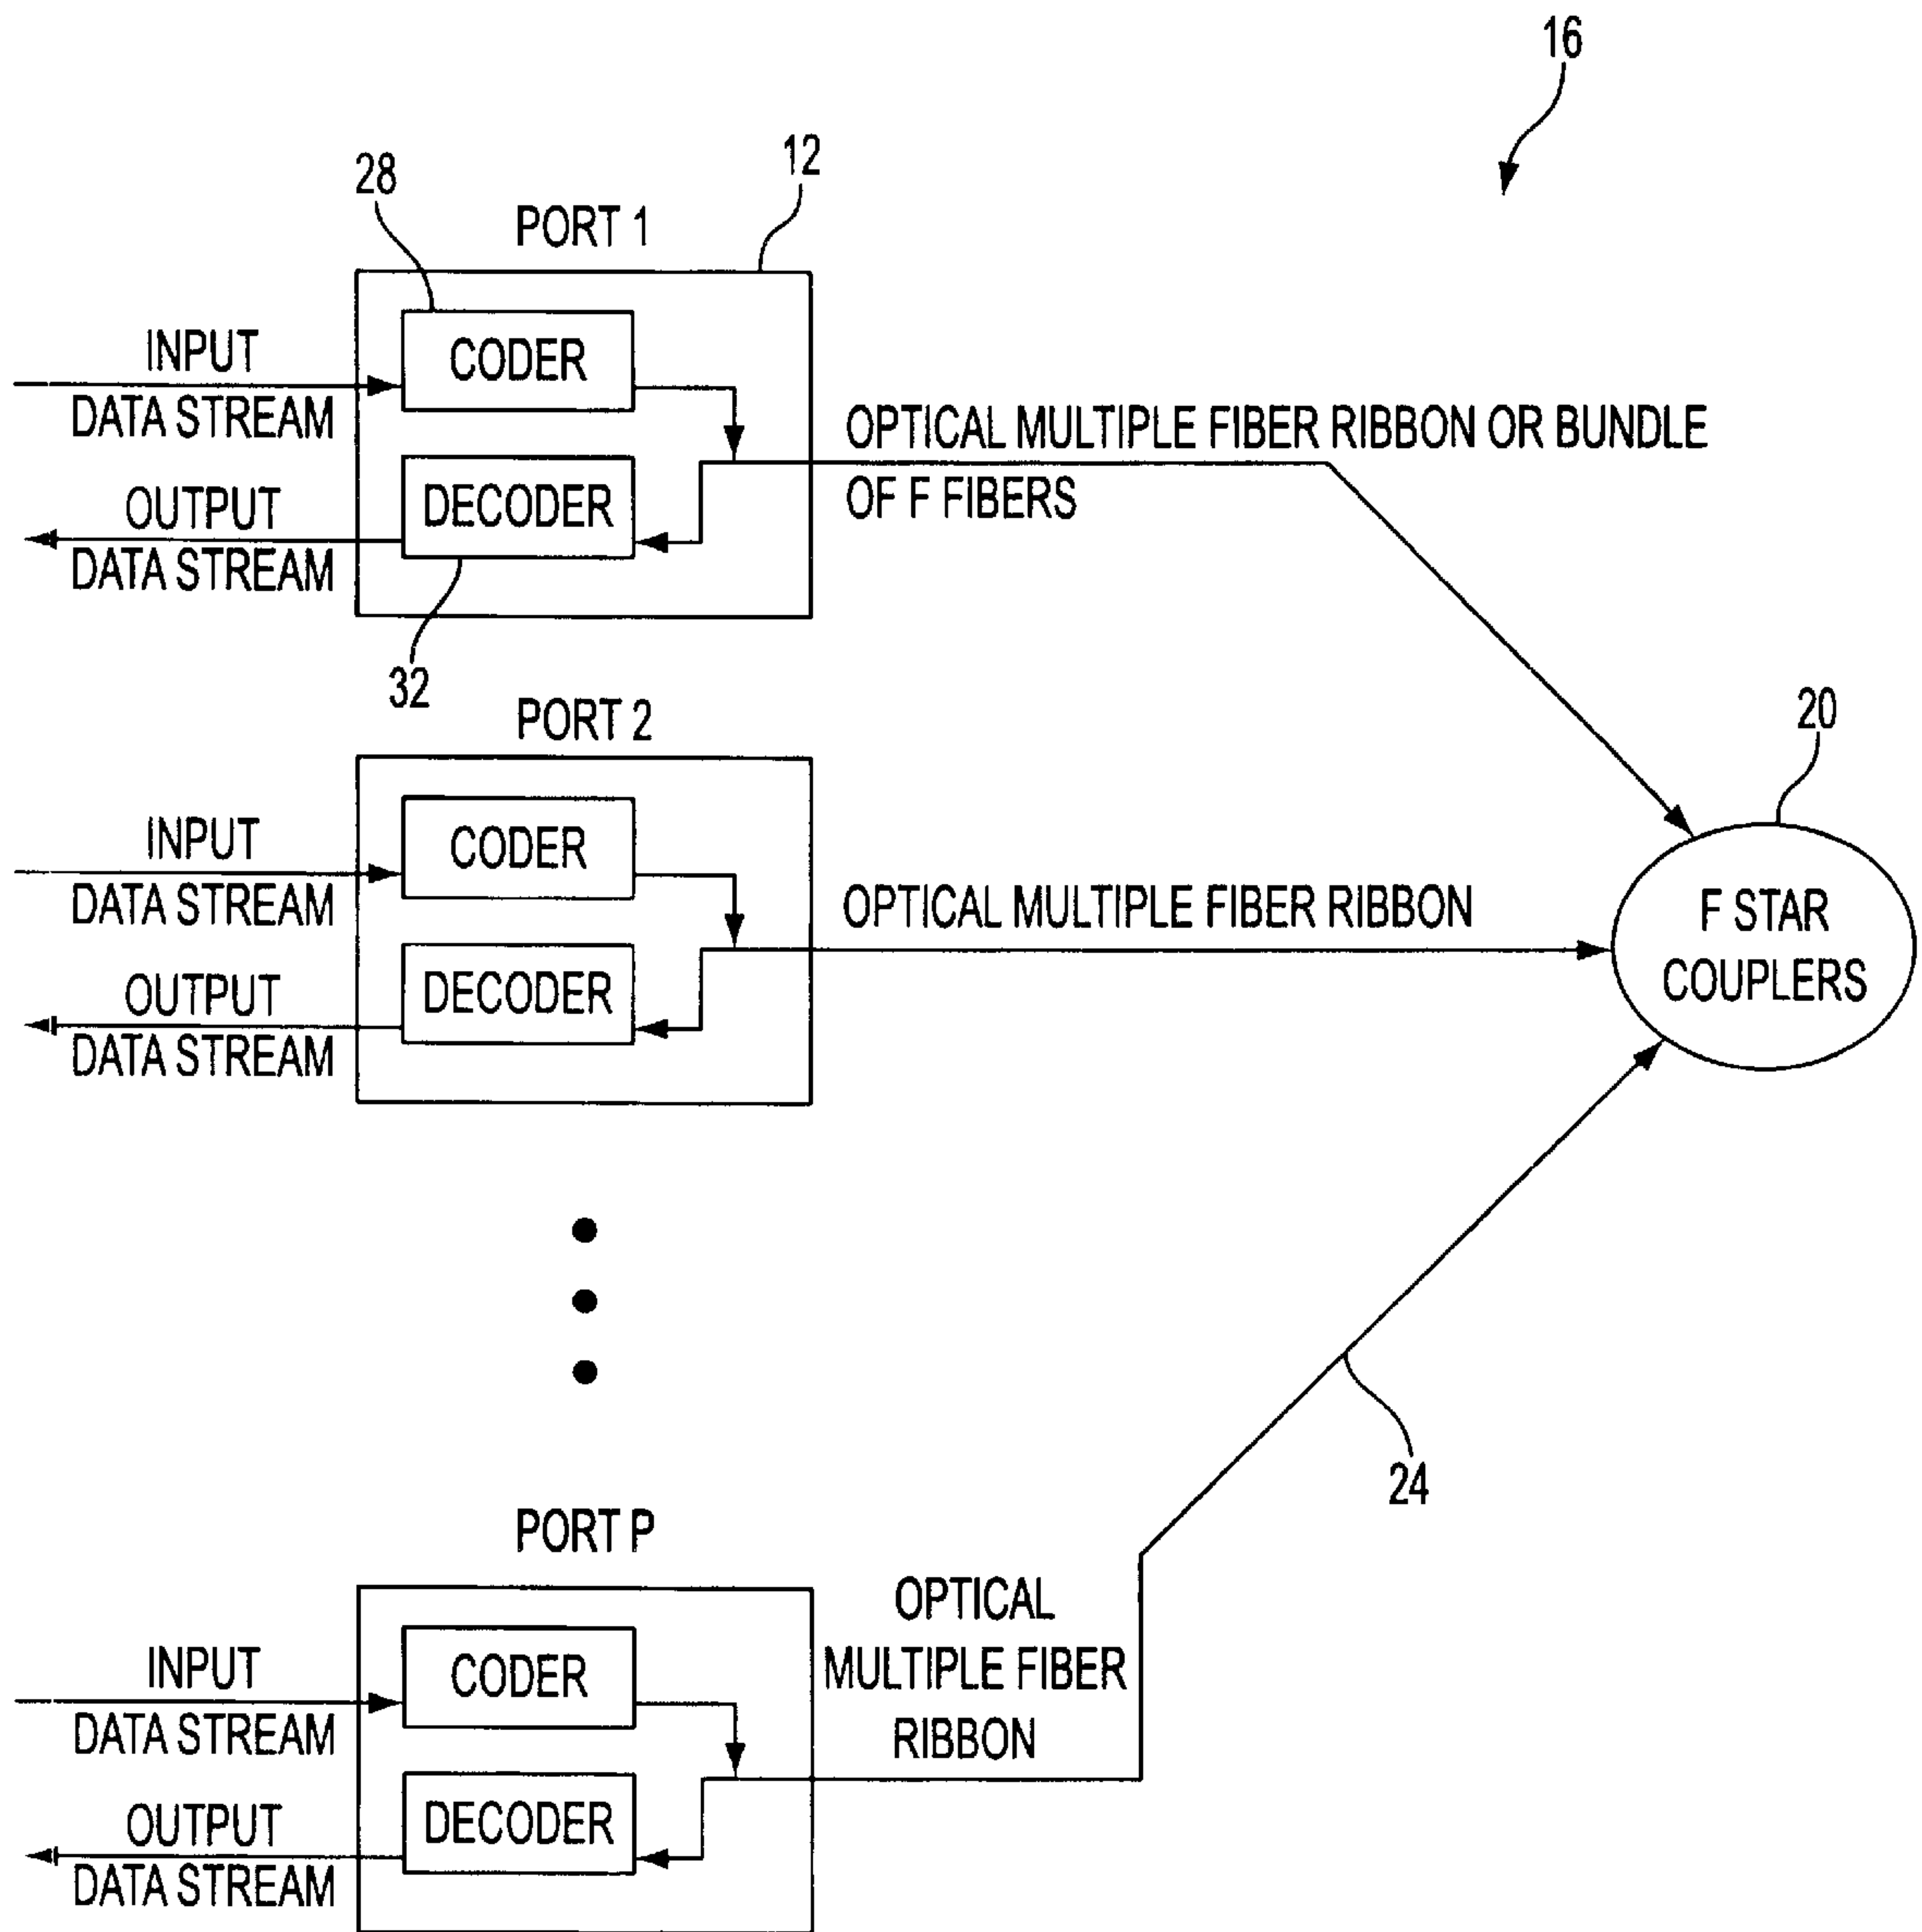 16
28
12
PORT 1
INPUT
DATA STREAM
CODER
OPTICAL MULTIPLE FIBER RIBBON OR BUNDLE
OF F FIBERS
OUTPUT
DATA STREAM
DECODER
32
PORT 2
20
INPUT
DATA STREAM
CODER
OPTICAL MULTIPLE FIBER RIBBON
F STAR
COUPLERS
OUTPUT
DATA STREAM
DECODER
24
PORT P
OPTICAL
MULTIPLE FIBER
RIBBON
INPUT
DATA STREAM
CODER
OUTPUT
DATA STREAM
DECODER